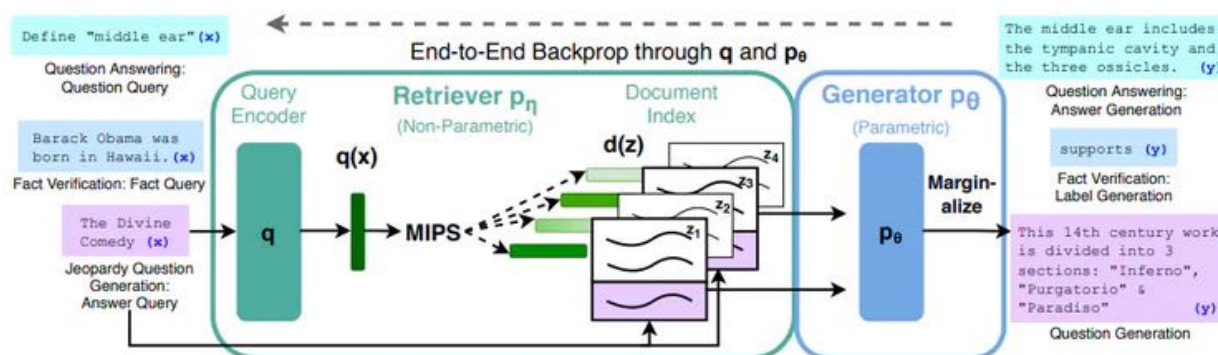 End-to-End Backprop through q and pθ
Define "middle ear" (x)
Question Answering:
Question Query
Barack Obama was
born in Hawaii. (x)
Fact Verification: Fact Query
The Divine
Comedy (x)
Jeopardy Question
Generation:
Answer Query
Query
Encoder
q
q(x)
Retriever pη
(Non-Parametric)
MIPS
Document
Index
d(z)
z4
z3
z2
z1
Generator pθ
(Parametric)
pθ
Margin-
alize
The middle ear includes
the tympanic cavity and
the three ossicles. (y)
Question Answering:
Answer Generation
supports (y)
Fact Verification:
Label Generation
This 14th century work
is divided into 3
sections: "Inferno",
"Purgatorio" &
"Paradiso" (y)
Question Generation